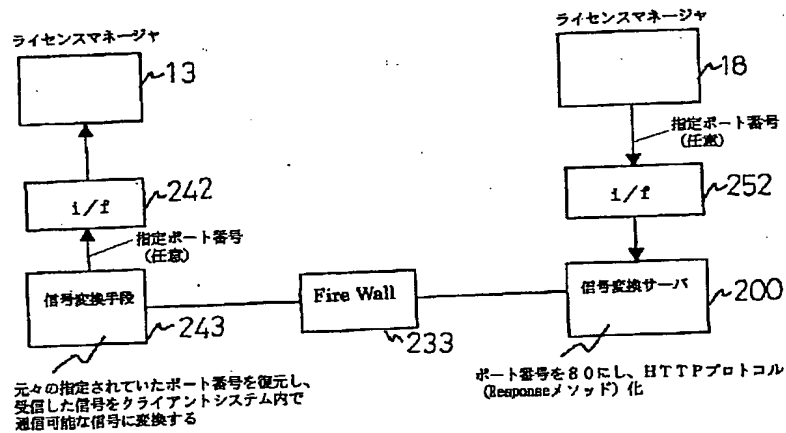 ライセンスマネージャ
13
i/f
242
指定ポート番号
(任意)
信号変換手段
243
元々の指定されていたポート番号を復元し、
受信した信号をクライアントシステム内で
通信可能な信号に変換する
Fire Wall
233
ライセンスマネージャ
18
指定ポート番号
(任意)
i/f
252
信号変換サーバ
200
ポート番号を80にし、HTTPプロトコル
(Responseメソッド)化